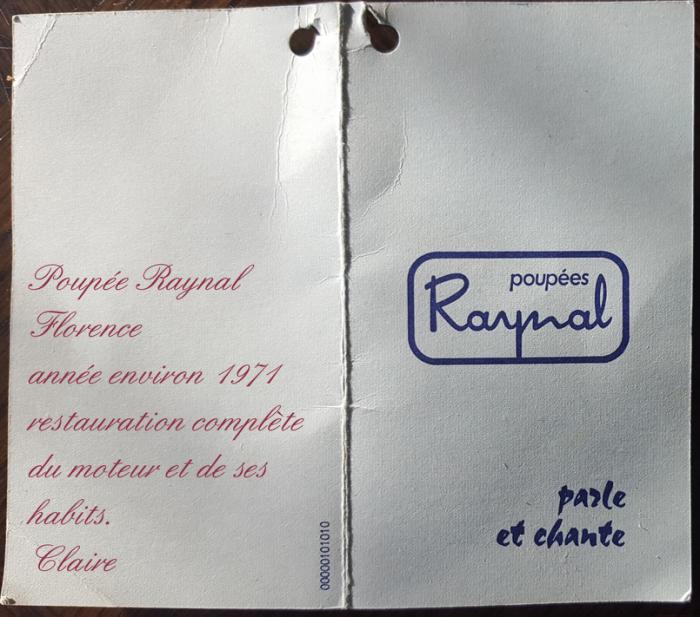 Poupée Raynal
Florence
année environ 1971
restauration complète
du moteur et de ses
habits.
Claire
00000101010
poupées
Raynal
parle
et chante